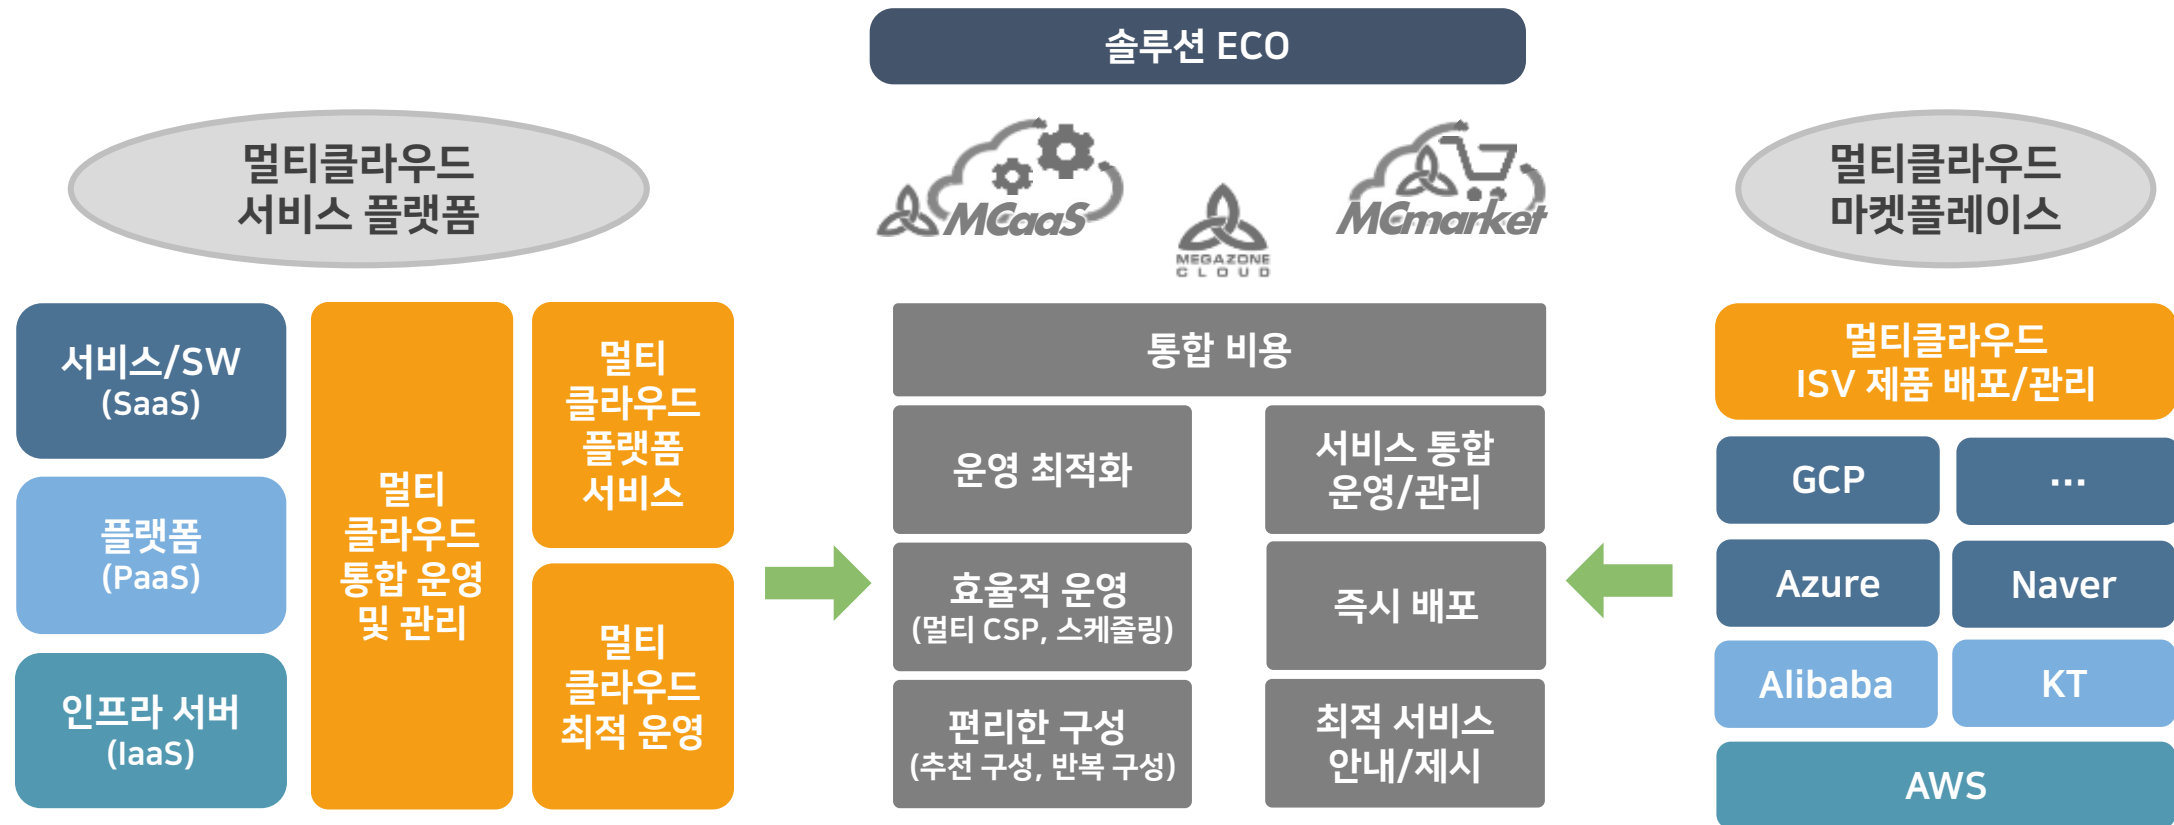 솔루션 ECO
멀티클라우드
서비스 플랫폼
MCaaS
MEGAZONE
CLOUD
MCmarket
멀티클라우드
마켓플레이스
서비스/SW
(SaaS)
플랫폼
(PaaS)
인프라 서버
(IaaS)
멀티
클라우드
통합 운영
및 관리
멀티
클라우드
플랫폼
서비스
멀티
클라우드
최적 운영
통합 비용
운영 최적화
서비스 통합
운영/관리
효율적 운영
(멀티 CSP, 스케줄링)
즉시 배포
편리한 구성
(추천 구성, 반복 구성)
최적 서비스
안내/제시
멀티클라우드
ISV 제품 배포/관리
GCP
...
Azure
Naver
Alibaba
KT
AWS